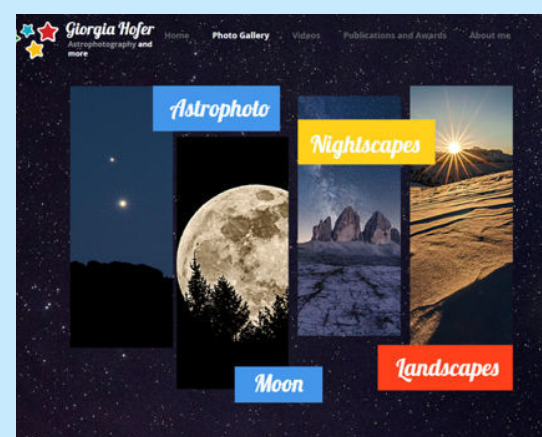 Giorgia Hofer
Astrophotography and
more
Home
Photo Gallery
Videos
Publications and Awards
About me
Astrophoto
Nightscapes
Moon
Landscapes